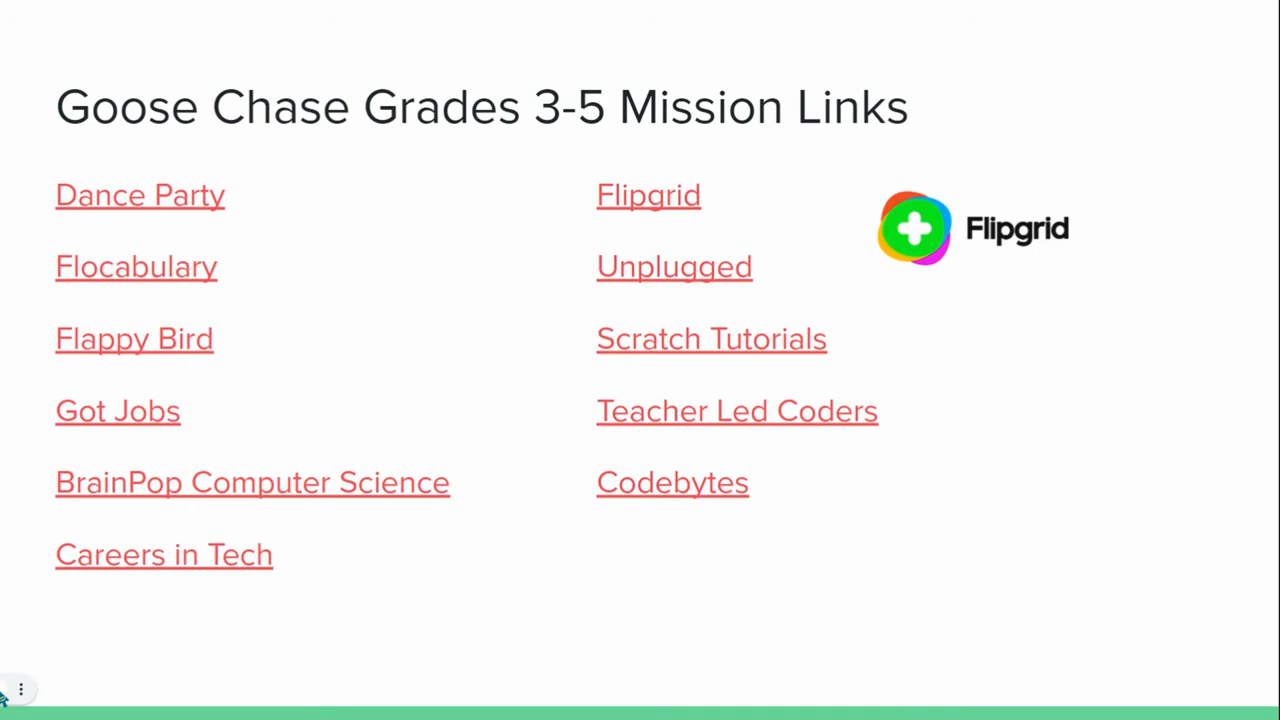 Goose Chase Grades 3-5 Mission Links
Dance Party
Flocabulary
Flappy Bird
Got Jobs
BrainPop Computer Science
Careers in Tech
Flipgrid
Unplugged
Scratch Tutorials
Teacher Led Coders
Codebytes
Flipgrid